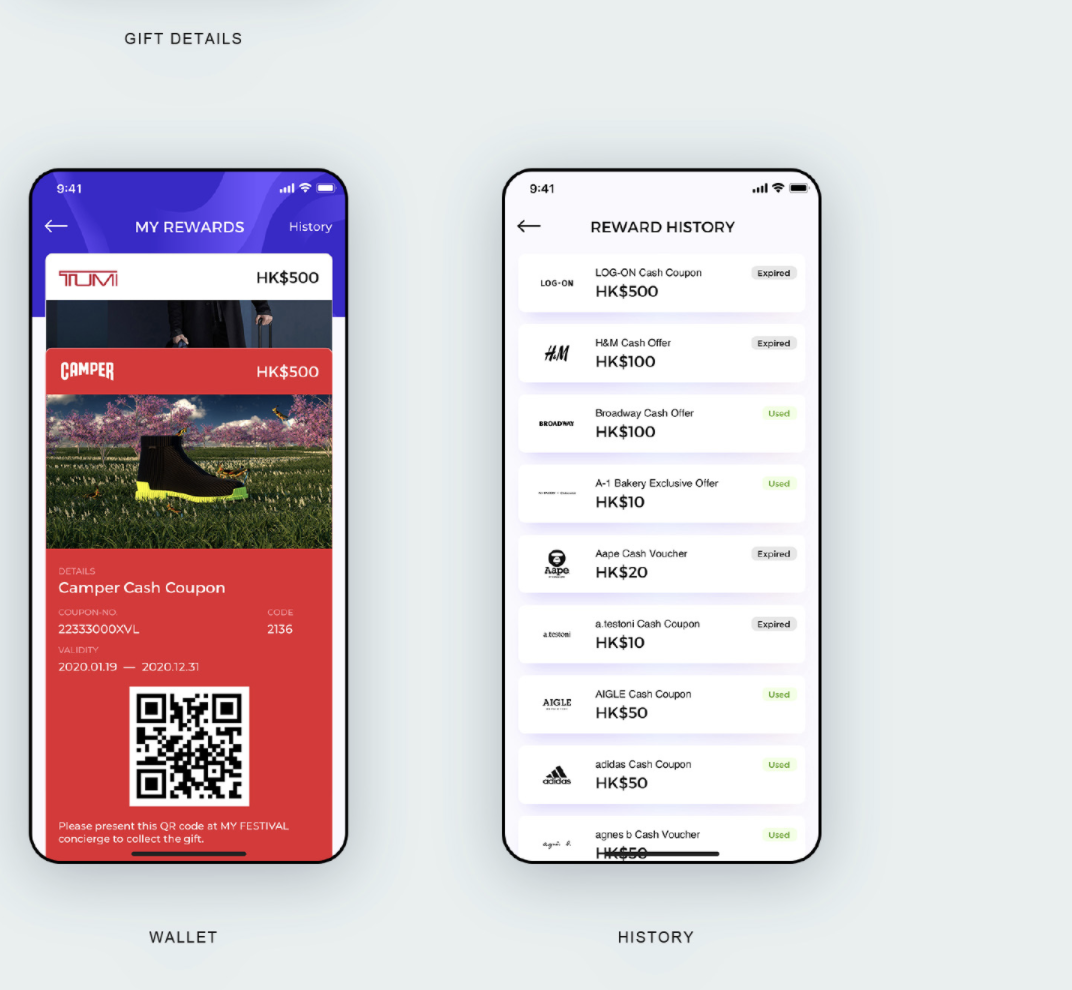 GIFT DETAILS
9:41
MY REWARDS
History
TUMI
HK$500
CAMPER
HK$500
DETAILS
Camper Cash Coupon
COUPON-NO.
CODE
22333000XVL
2136
VALIDITY
2020.01.19 — 2020.12.31
Please present this QR code at MY FESTIVAL
concierge to collect the gift.
WALLET
9:41
REWARD HISTORY
LOG-ON
LOG-ON Cash Coupon
Expired
HK$500
H&M
H&M Cash Offer
Expired
HK$100
BROADWAY
Broadway Cash Offer
Used
HK$100
A-1 Bakery Exclusive Offer
Used
HK$10
Aape
Aape Cash Voucher
Expired
HK$20
a.testoni
a.testoni Cash Coupon
Expired
HK$10
AIGLE
AIGLE Cash Coupon
Used
HK$50
adidas
adidas Cash Coupon
Used
HK$50
agnès b.
agnes b Cash Voucher
Used
HK$50
HISTORY